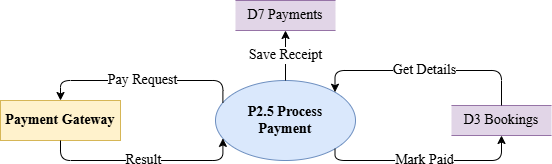 D7 Payments
Save Receipt
Pay Request
Get Details
Payment Gateway
P2.5 Process
Payment
D3 Bookings
Result
Mark Paid